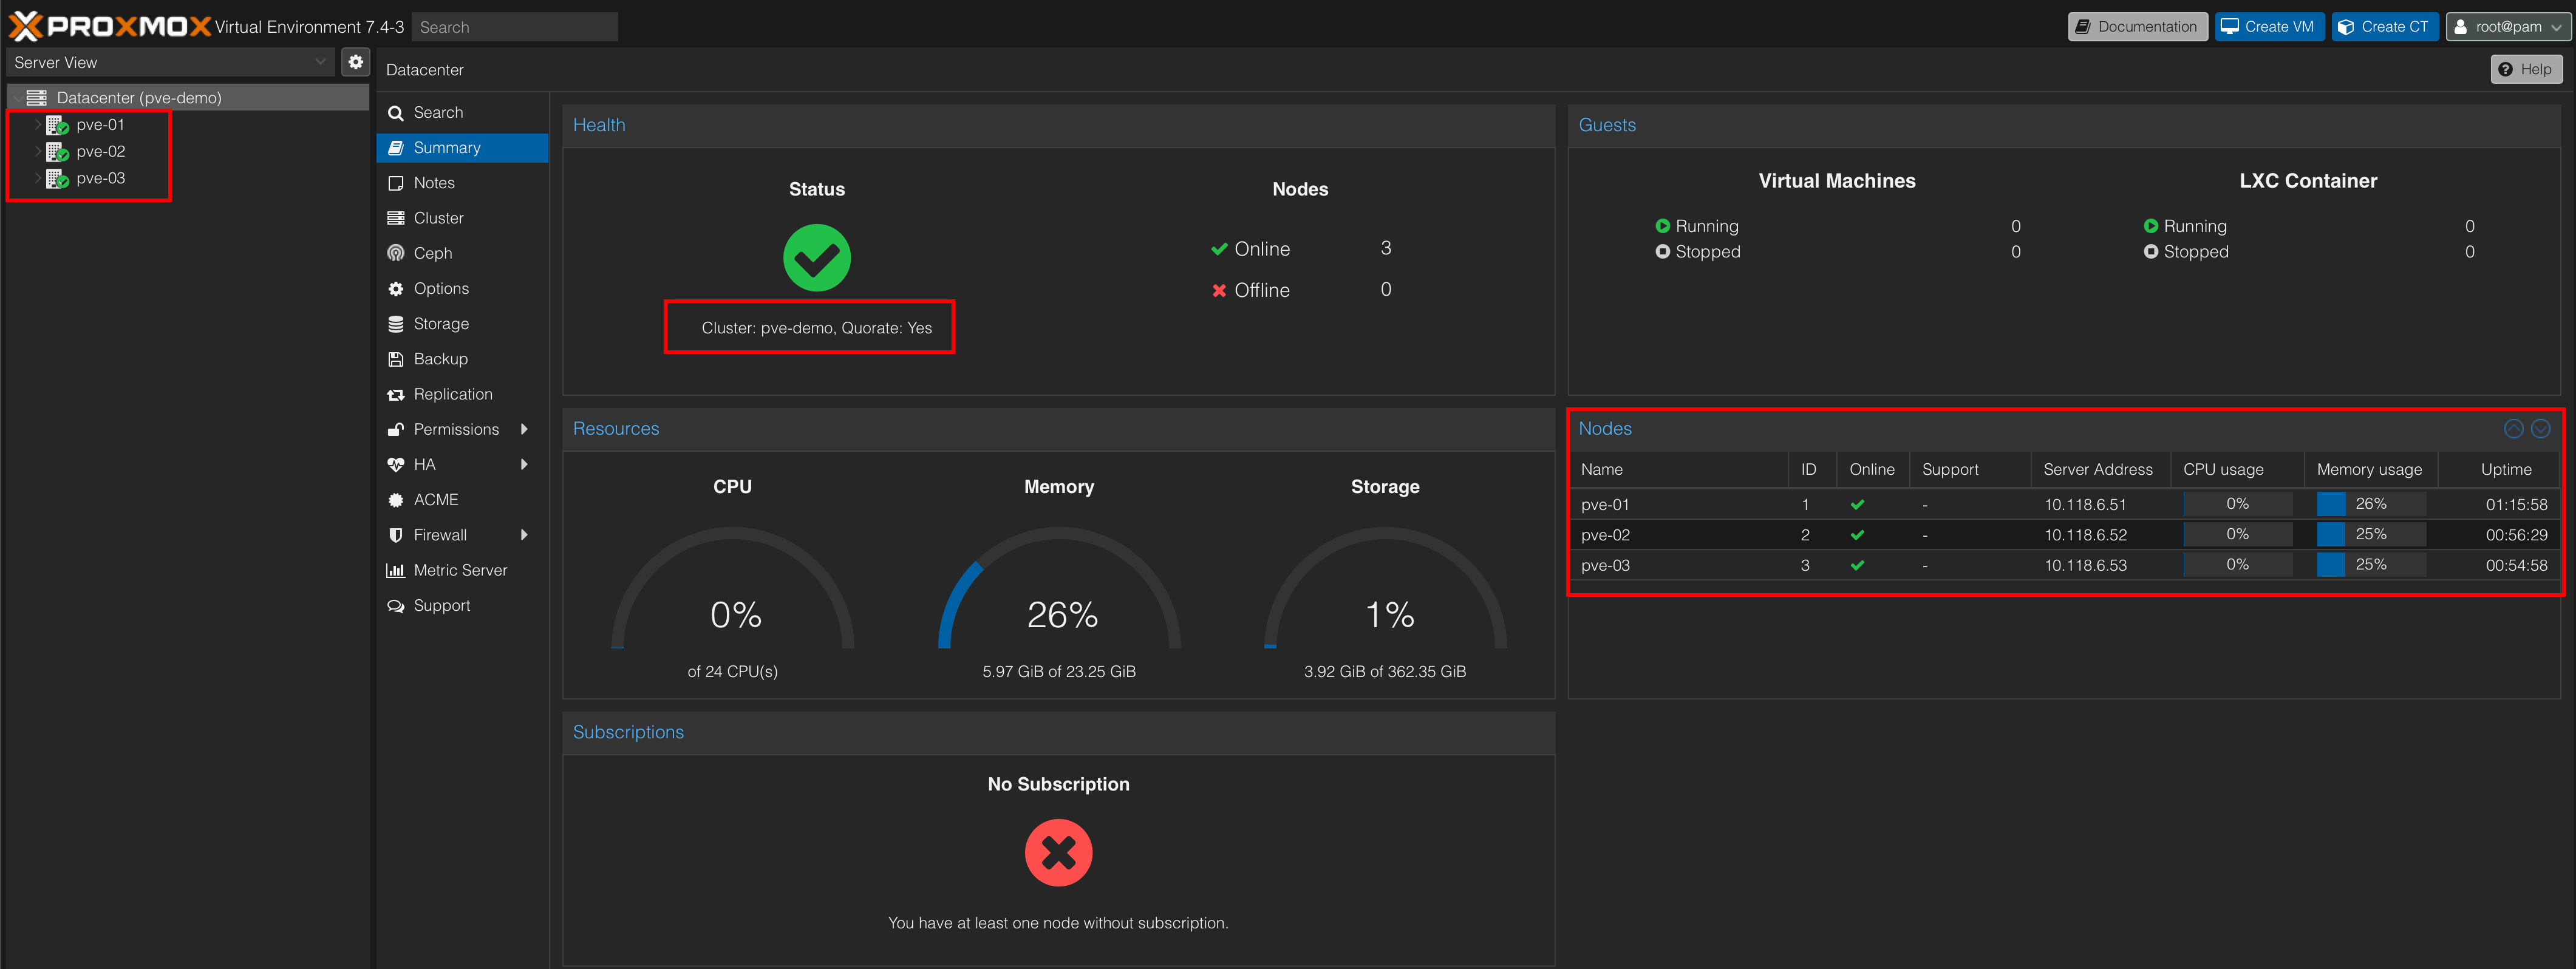 PROXMOX Virtual Environment 7.4-3 Search Documentation Create VM Create CT root@pam
Server View
Datacenter (pve-demo)
pve-01
pve-02
pve-03
Datacenter Help
Search
Summary
Notes
Cluster
Ceph
Options
Storage
Backup
Replication
Permissions
HA
ACME
Firewall
Metric Server
Support
Health
Status
Cluster: pve-demo, Quorate: Yes
Nodes
Online 3
Offline 0
Guests
Virtual Machines
Running 0
Stopped 0
LXC Container
Running 0
Stopped 0
Resources
CPU
0%
of 24 CPU(s)
Memory
26%
5.97 GiB of 23.25 GiB
Storage
1%
3.92 GiB of 362.35 GiB
Nodes
Name ID Online Support Server Address CPU usage Memory usage Uptime
pve-01 1 - 10.118.6.51 0% 26% 01:15:58
pve-02 2 - 10.118.6.52 0% 25% 00:56:29
pve-03 3 - 10.118.6.53 0% 25% 00:54:58
Subscriptions
No Subscription
You have at least one node without subscription.